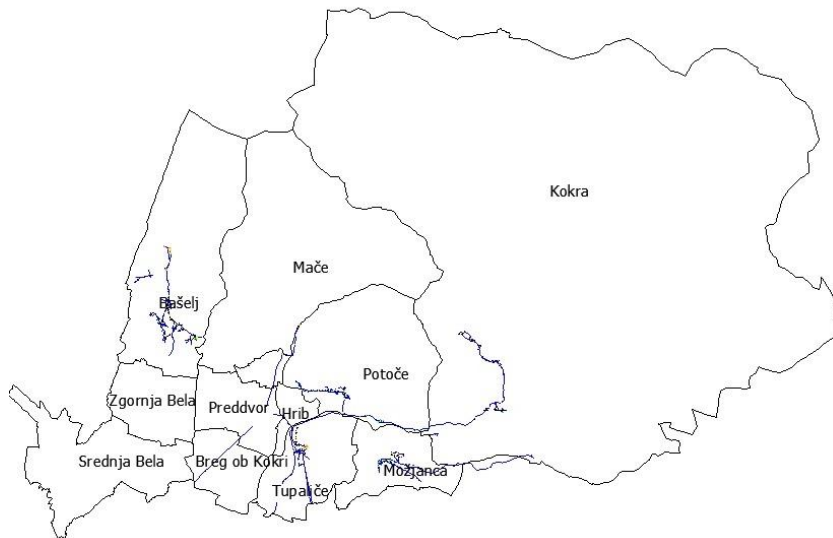 Kokra
Mače
Bašelj
Potoče
Zgornja Bela
Preddvor
Hrib
Srednja Bela
Breg ob Kokri
Možjanca
Tupaliče